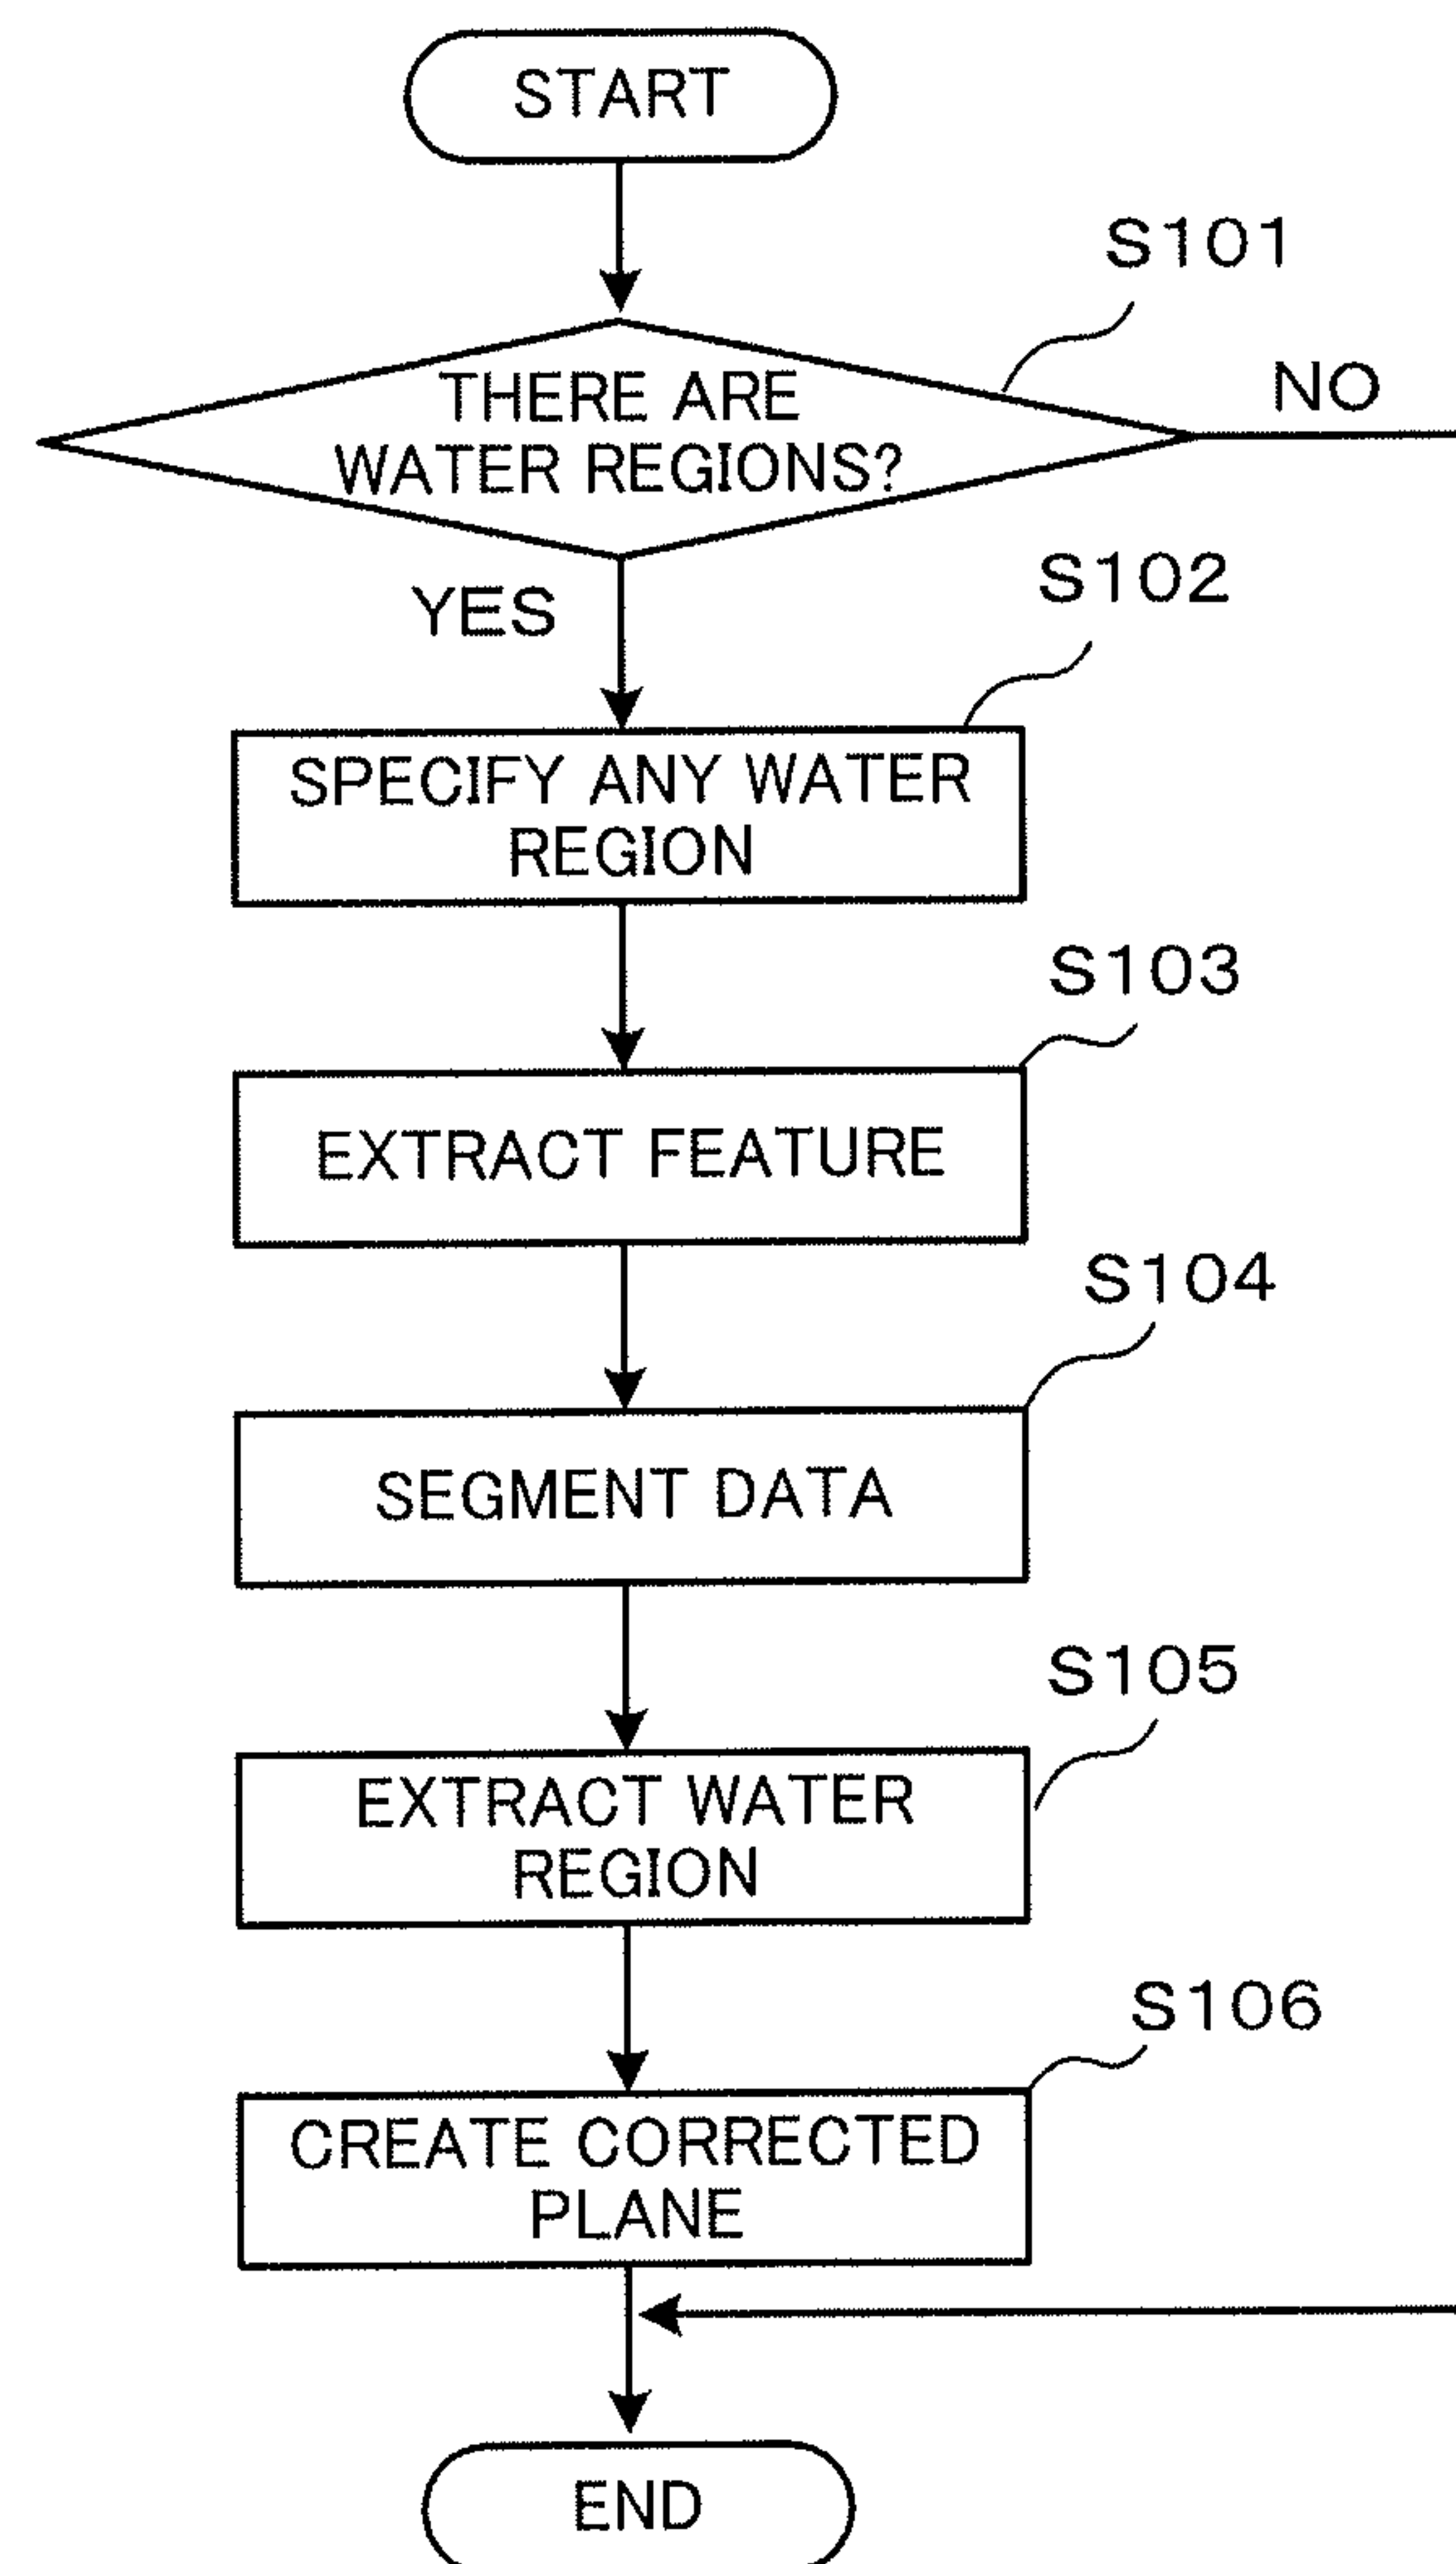 START
S101
THERE ARE
WATER REGIONS?
NO
YES
S102
SPECIFY ANY WATER
REGION
S103
EXTRACT FEATURE
S104
SEGMENT DATA
S105
EXTRACT WATER
REGION
S106
CREATE CORRECTED
PLANE
END